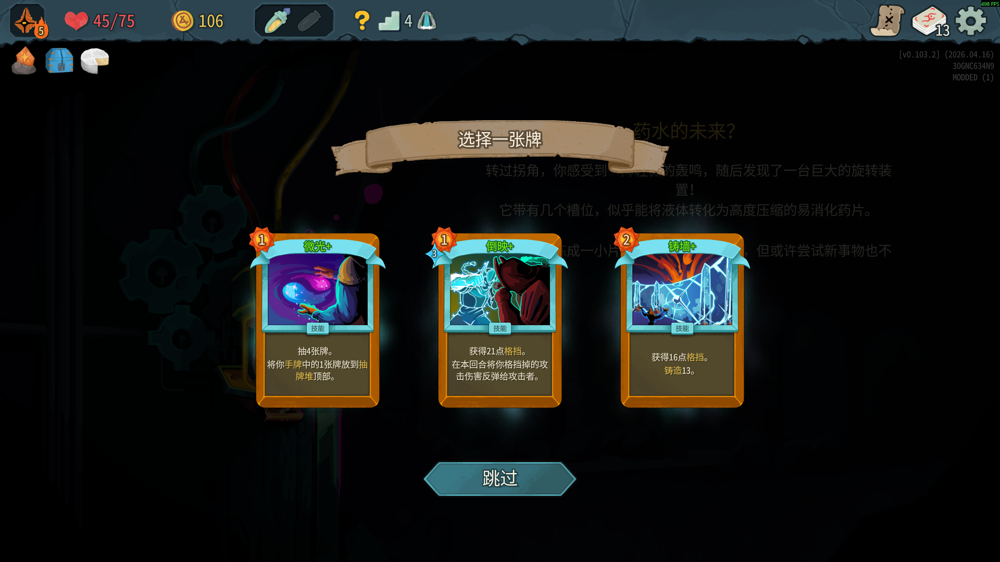 498 FPS
5
45/75
106
4
13
[v0.103.2] (2026.04.16)
3OGNC634N9
MODDED (1)
药水的未来？
选择一张牌
转过拐角，你感受到
的轰鸣，随后发现了一台巨大的旋转装
置！
它带有几个槽位，似乎能将液体转化为高度压缩的易消化药片。
成一小片
，但或许尝试新事物也不
1
微光+
技能
抽4张牌。
将你手牌中的1张牌放到抽
牌堆顶部。
1
3
倒映+
技能
获得21点格挡。
在本回合将你格挡掉的攻
击伤害反弹给攻击者。
2
铸墙+
技能
获得16点格挡。
铸造13。
跳过